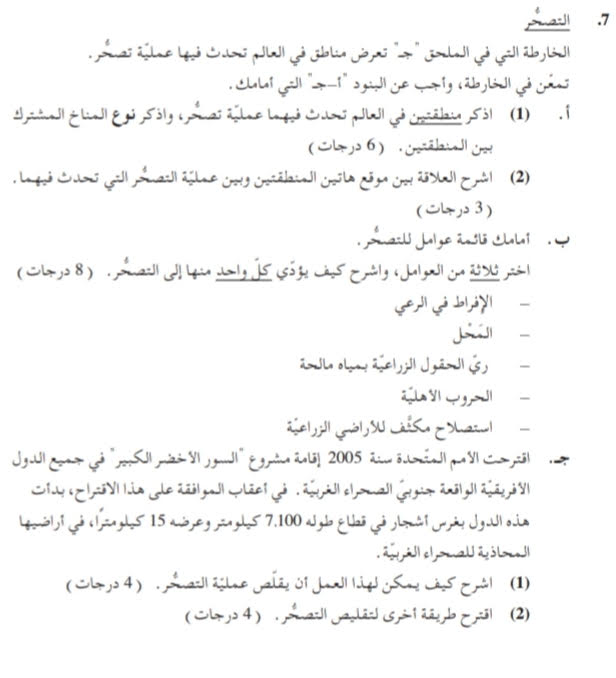 7. التصحُّر
الخارطة التي في الملحق "جـ" تعرض مناطق في العالم تحدث فيها عمليّة تصحُّر.
تمعّن في الخارطة، وأجب عن البنود "أ–جـ" التي أمامك.
أ. (1) اذكر منطقتين في العالم تحدث فيهما عمليّة تصحُّر، واذكر نوع المناخ المشترك
بين المنطقتين. (6 درجات)
(2) اشرح العلاقة بين موقع هاتين المنطقتين وبين عمليّة التصحُّر التي تحدث فيهما.
(3 درجات)
ب. أمامك قائمة عوامل للتصحُّر.
اختر ثلاثة من العوامل، واشرح كيف يؤدّي كلّ واحد منها إلى التصحُّر. (8 درجات)
– الإفراط في الرعي
– المَحْل
– ريّ الحقول الزراعيّة بمياه مالحة
– الحروب الأهليّة
– استصلاح مكثَّف للأراضي الزراعيّة
جـ. اقترحت الأمم المتّحدة سنة 2005 إقامة مشروع "السور الأخضر الكبير" في جميع الدول
الأفريقيّة الواقعة جنوبيّ الصحراء الغربيّة. في أعقاب الموافقة على هذا الاقتراح، بدأت
هذه الدول بغرس أشجار في قطاع طوله 7,100 كيلومتر وعرضه 15 كيلومترًا، في أراضيها
المحاذية للصحراء الغربيّة.
(1) اشرح كيف يمكن لهذا العمل أن يقلّص عمليّة التصحُّر. (4 درجات)
(2) اقترح طريقة أخرى لتقليص التصحُّر. (4 درجات)